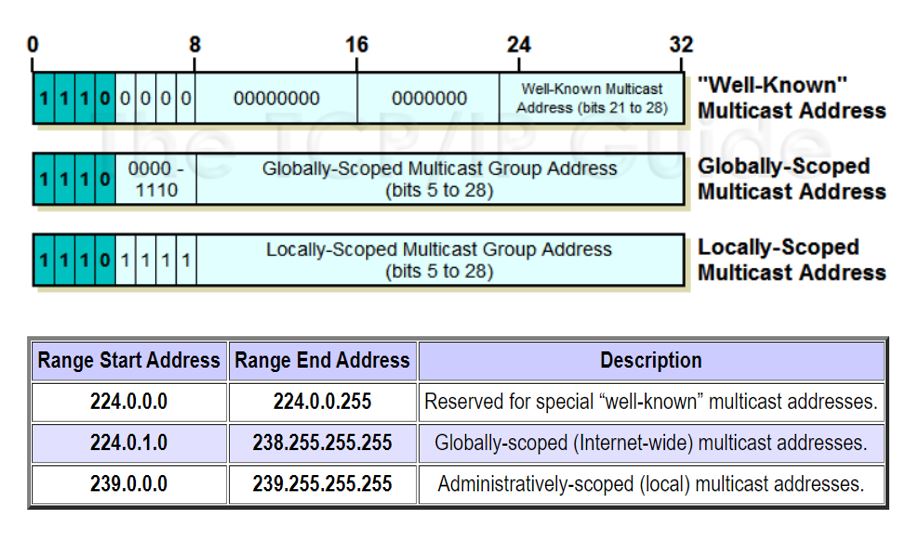 0 8 16 24 32
1 1 1 0 0 0 0 0 00000000 0000000 Well-Known Multicast
Address (bits 21 to 28)
"Well-Known"
Multicast Address
The TCP/IP Guide
1 1 1 0 0000 -
1110
Globally-Scoped Multicast Group Address
(bits 5 to 28)
Globally-Scoped
Multicast Address
1 1 1 0 1 1 1 1 Locally-Scoped Multicast Group Address
(bits 5 to 28)
Locally-Scoped
Multicast Address
Range Start Address Range End Address Description
224.0.0.0 224.0.0.255 Reserved for special “well-known” multicast addresses.
224.0.1.0 238.255.255.255 Globally-scoped (Internet-wide) multicast addresses.
239.0.0.0 239.255.255.255 Administratively-scoped (local) multicast addresses.